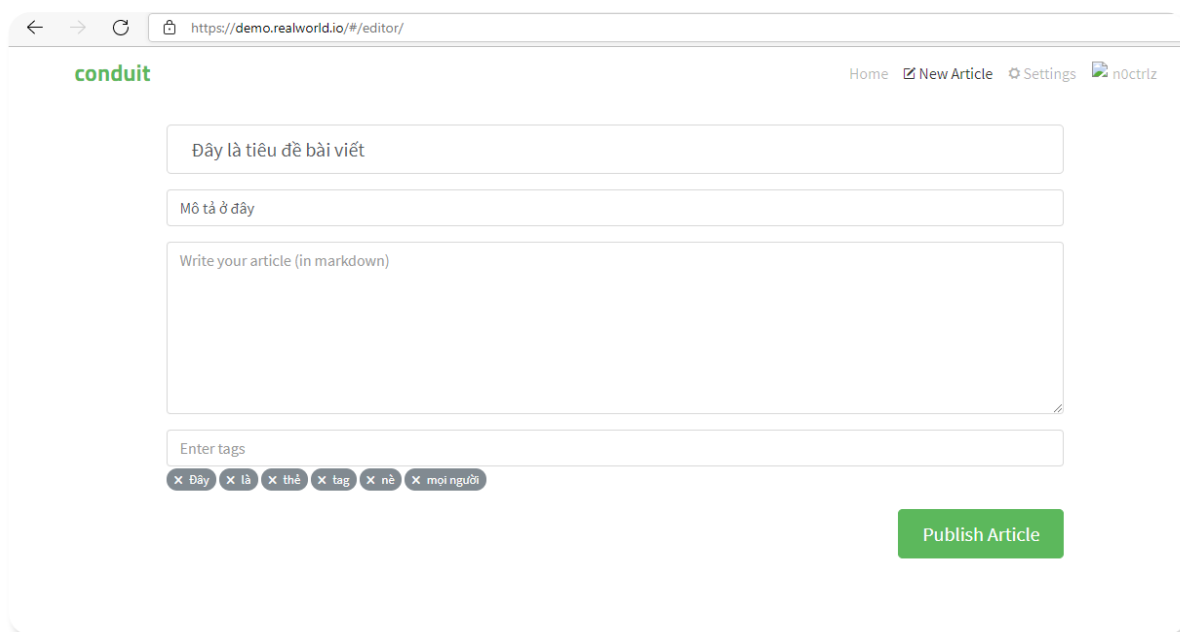 https://demo.realworld.io/#/editor/
conduit
Home New Article Settings n0ctrlz
Đây là tiêu đề bài viết
Mô tả ở đây
Write your article (in markdown)
Enter tags
× Đây × là × thẻ × tag × nè × mọi người
Publish Article